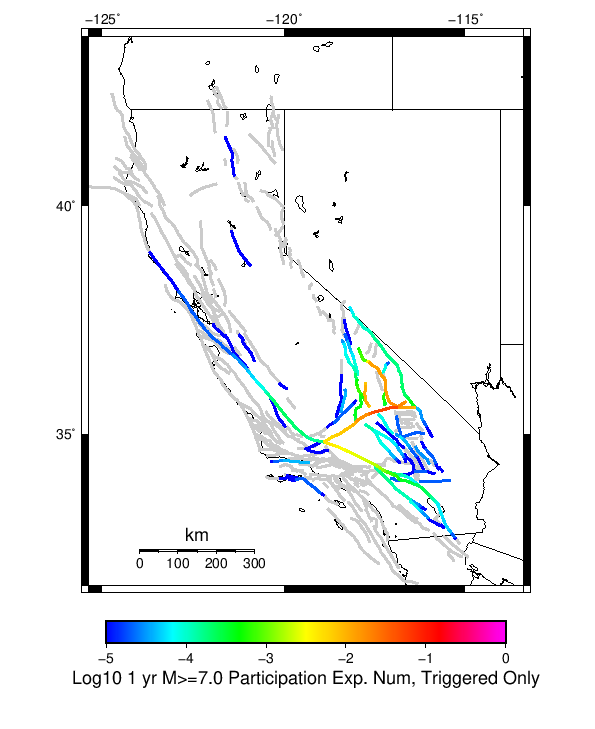 −125° −120° −115°
40°
35°
km
0 100 200 300
−5 −4 −3 −2 −1 0
Log10 1 yr M>=7.0 Participation Exp. Num, Triggered Only